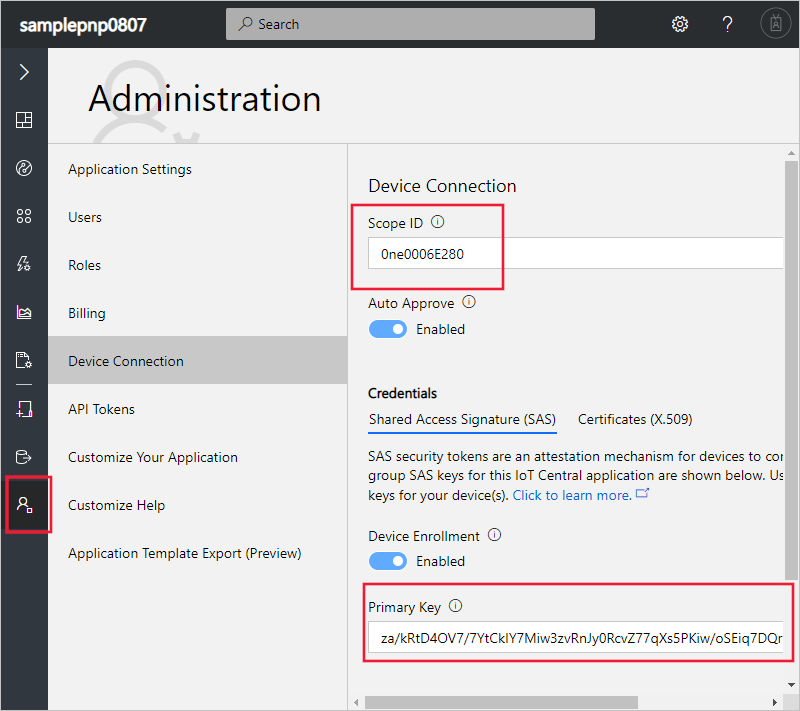 samplepnp0807
Search
?
Administration
Application Settings
Users
Roles
Billing
Device Connection
API Tokens
Customize Your Application
Customize Help
Application Template Export (Preview)
Device Connection
Scope ID
0ne0006E280
Auto Approve
Enabled
Credentials
Shared Access Signature (SAS) Certificates (X.509)
SAS security tokens are an attestation mechanism for devices to cor
group SAS keys for this IoT Central application are shown below. Us
keys for your device(s). Click to learn more.
Device Enrollment
Enabled
Primary Key
za/kRtD4OV7/7YtCkIY7Miw3zvRnJy0RcvZ77qXs5PKiw/oSEiq7DQr